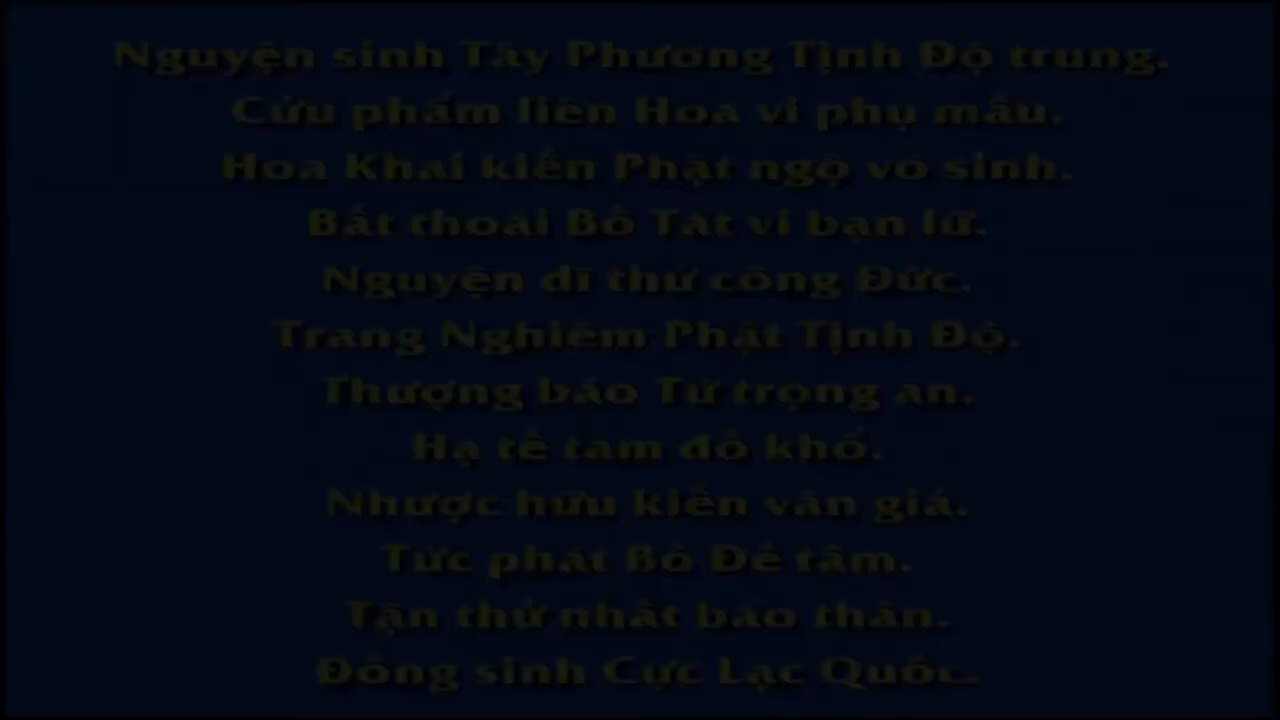 Nguyện sinh Tây Phương Tịnh Độ trung.
Cửu phẩm liên Hoa vi phụ mẫu.
Hoa Khai kiến Phật ngộ vô sinh.
Bất thoái Bồ Tát vi bạn lữ.
Nguyện dĩ thử công Đức.
Trang Nghiêm Phật Tịnh Độ.
Thượng báo Tứ trọng ân.
Hạ tế tam đồ khổ.
Nhược hữu kiến văn giả.
Tức phát Bồ Đề tâm.
Tận thử nhất báo thân.
Đồng sinh Cực Lạc Quốc.